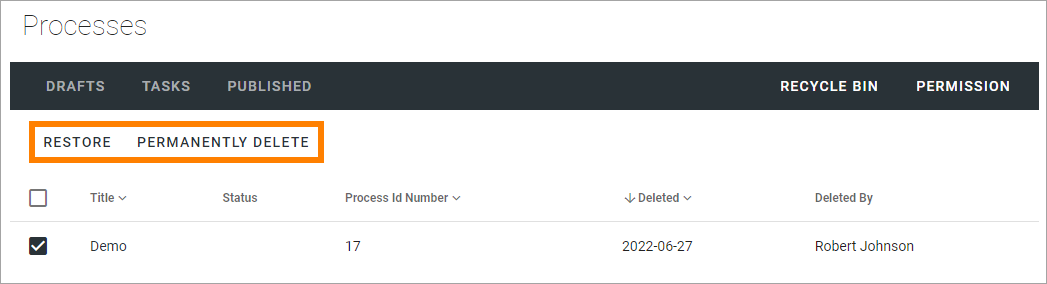 Processes
DRAFTS TASKS PUBLISHED RECYCLE BIN PERMISSION
RESTORE PERMANENTLY DELETE
Title Status Process Id Number Deleted Deleted By
Demo 17 2022-06-27 Robert Johnson